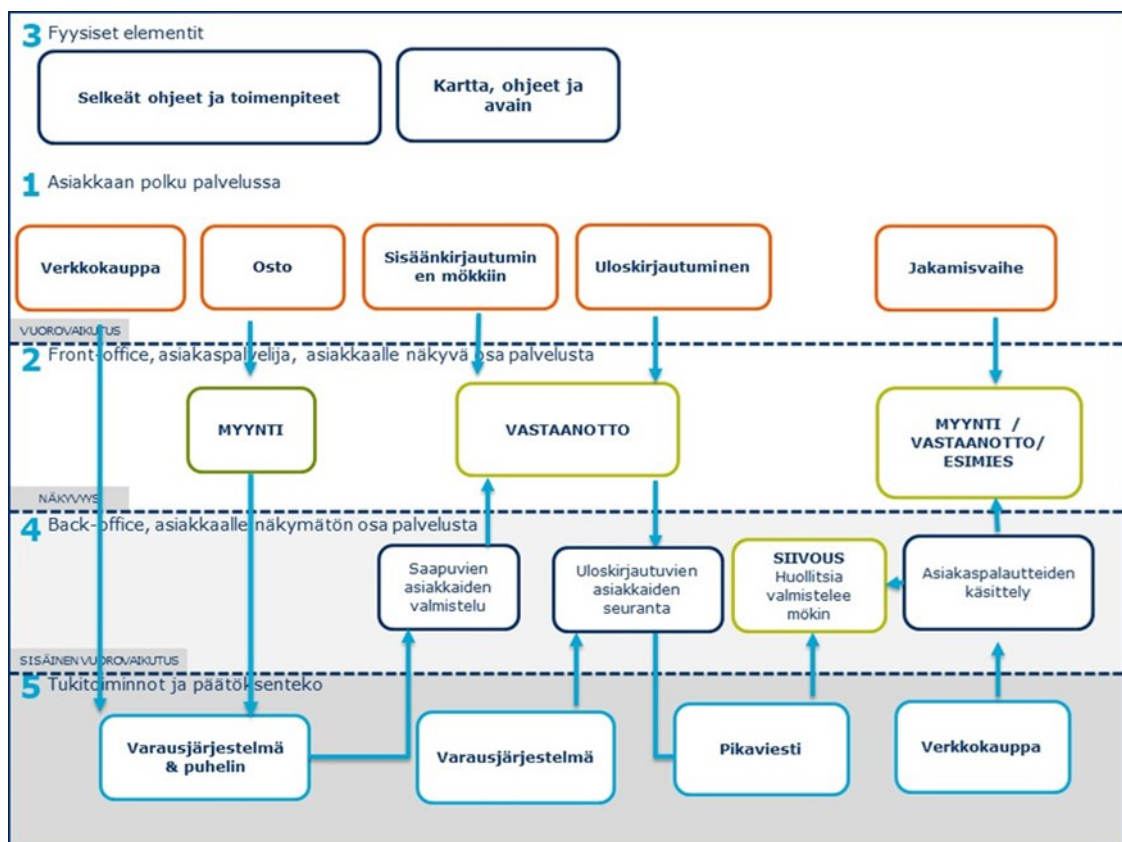 3 Fyysiset elementit
Selkeät ohjeet ja toimenpiteet
Kartta, ohjeet ja
avain
1 Asiakkaan polku palvelussa
Verkkokauppa
Osto
Sisäänkirjautumin
en mökkiin
Uloskirjautuminen
Jakamisvaihe
VUOROVAIKUTUS
2 Front-office, asiakaspalvelija, asiakkaalle näkyvä osa palvelusta
MYYNTI
VASTAANOTTO
MYYNTI /
VASTAANOTTO/
ESIMIES
NÄKYVYS
4 Back-office, asiakkaalle näkymätön osa palvelusta
Saapuvien
asiakkaiden
valmistelu
Uloskirjautuvien
asiakkaiden
seuranta
SIIVOUS
Huollitsia
valmistelee
mökin
Asiakaspalautteiden
käsittely
SISÄINEN VUOROVAIKUTUS
5 Tukitoiminnot ja päätöksenteko
Varausjärjestelmä
& puhelin
Varausjärjestelmä
Pikaviesti
Verkkokauppa